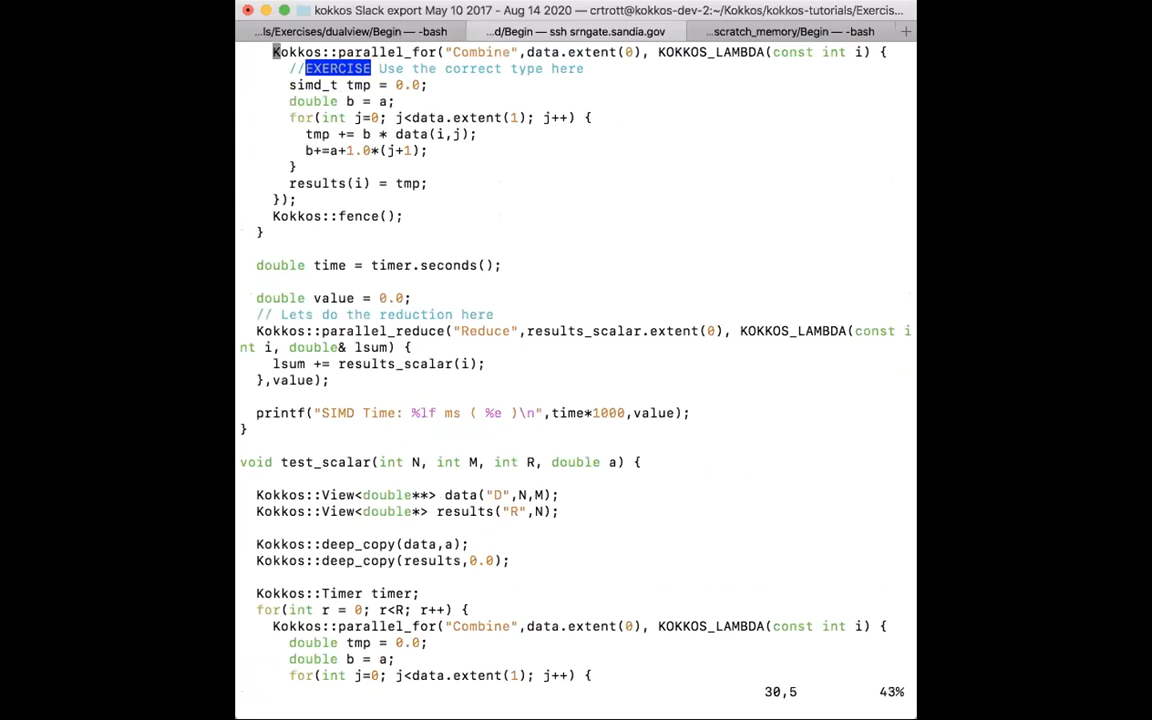 kokkos Slack export May 10 2017 - Aug 14 2020 — crtrott@kokkos-dev-2:~/Kokkos/kokkos-tutorials/Exercis...
...ls/Exercises/dualview/Begin — -bash
...d/Begin — ssh srngate.sandia.gov
...scratch_memory/Begin — -bash
+
Kokkos::parallel_for("Combine",data.extent(0), KOKKOS_LAMBDA(const int i) {
//EXERCISE Use the correct type here
simd_t tmp = 0.0;
double b = a;
for(int j=0; j<data.extent(1); j++) {
tmp += b * data(i,j);
b+=a+1.0*(j+1);
}
results(i) = tmp;
});
Kokkos::fence();
}
double time = timer.seconds();
double value = 0.0;
// Lets do the reduction here
Kokkos::parallel_reduce("Reduce",results_scalar.extent(0), KOKKOS_LAMBDA(const i
nt i, double& lsum) {
lsum += results_scalar(i);
},value);
printf("SIMD Time: %lf ms ( %e )\n",time*1000,value);
}
void test_scalar(int N, int M, int R, double a) {
Kokkos::View<double**> data("D",N,M);
Kokkos::View<double*> results("R",N);
Kokkos::deep_copy(data,a);
Kokkos::deep_copy(results,0.0);
Kokkos::Timer timer;
for(int r = 0; r<R; r++) {
Kokkos::parallel_for("Combine",data.extent(0), KOKKOS_LAMBDA(const int i) {
double tmp = 0.0;
double b = a;
for(int j=0; j<data.extent(1); j++) {
30,5 43%